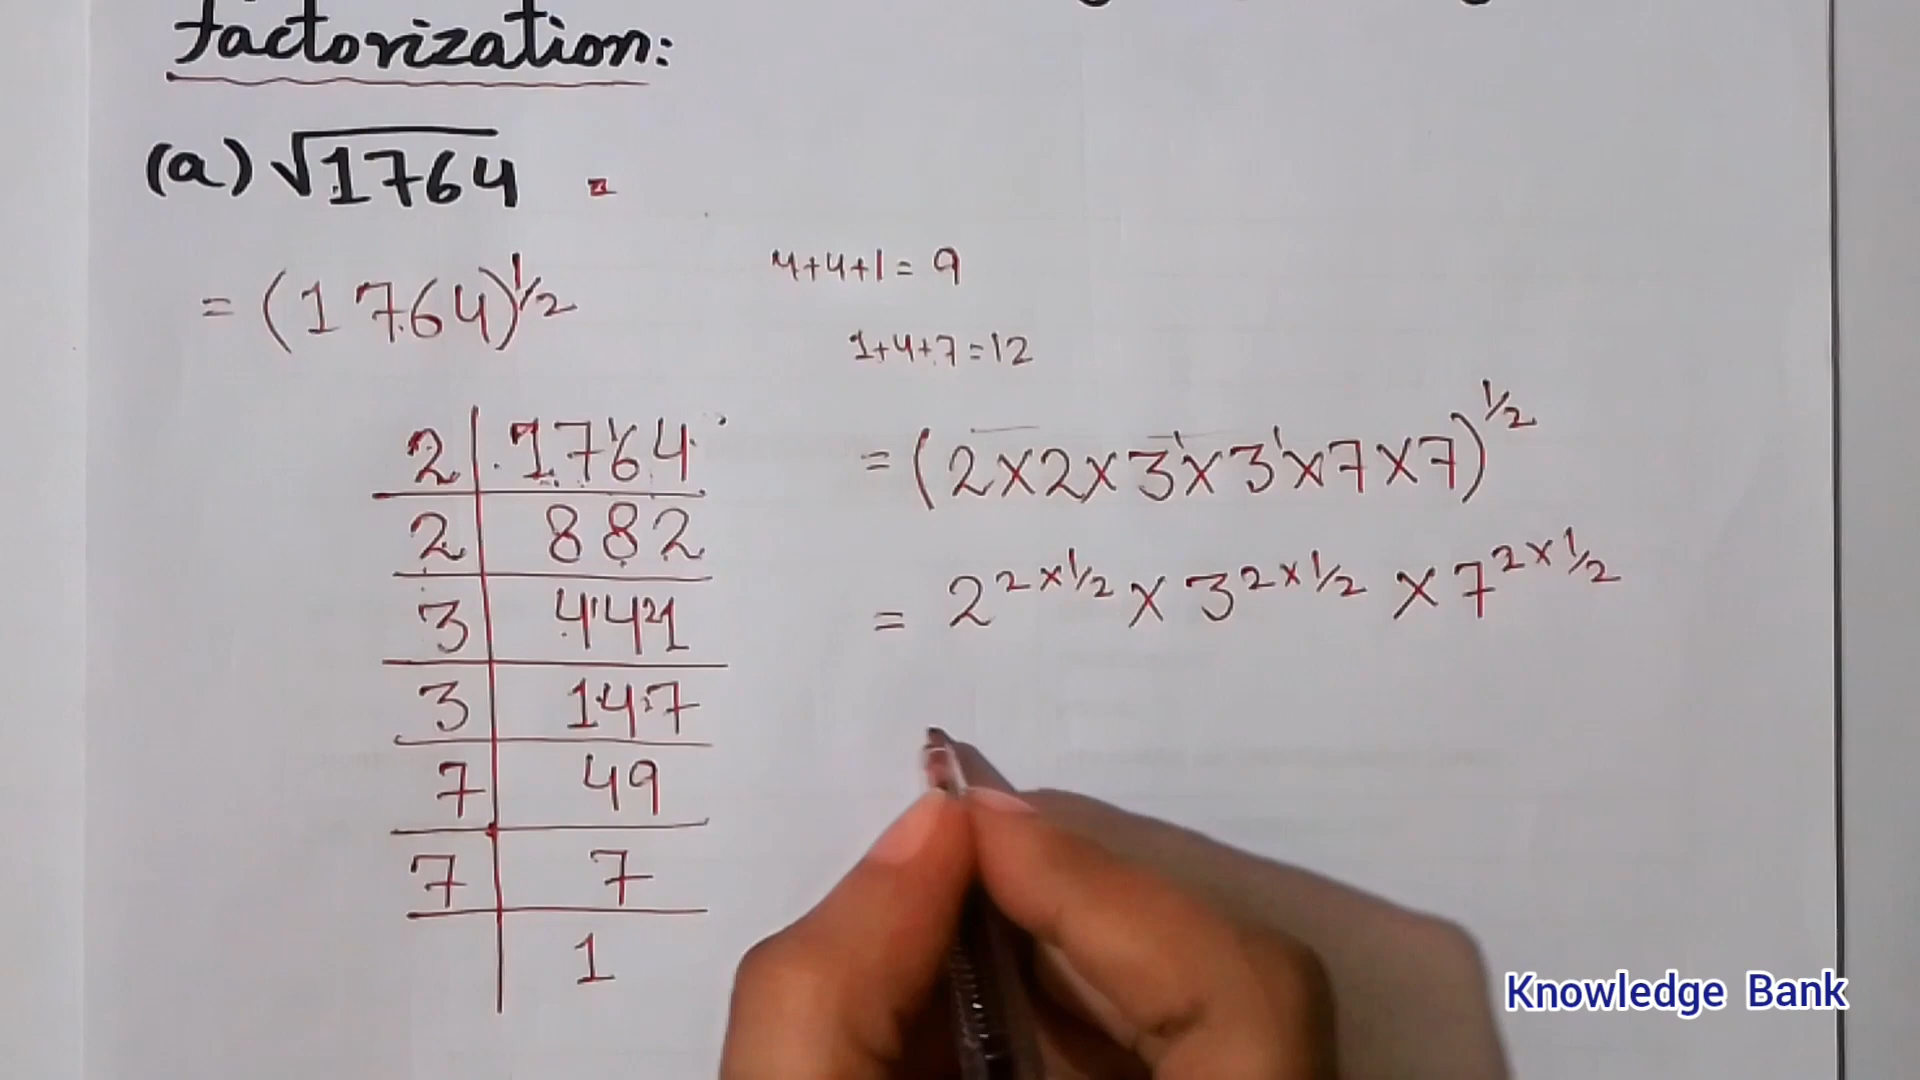 factorization:
(a) √1764 =
= (1764)^1/2
4+4+1 = 9
1+4+7=12
2 | 1764
2 | 882
3 | 441
3 | 147
7 | 49
7 | 7
| 1
= (2×2×3×3×7×7)^1/2
= 2^2×1/2 × 3^2×1/2 × 7^2×1/2
Knowledge Bank